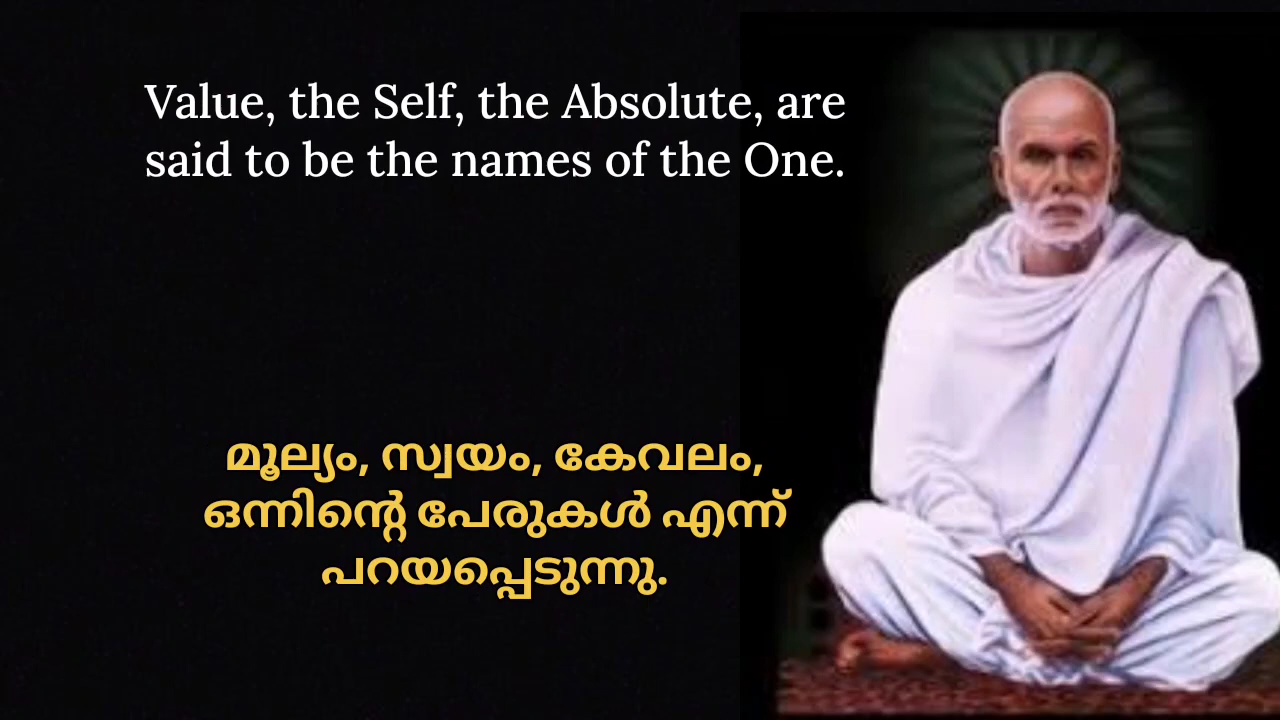 Value, the Self, the Absolute, are
said to be the names of the One.
മൂല്യം, സ്വയം, കേവലം,
ഒന്നിന്റെ പേരുകൾ എന്ന്
പറയപ്പെടുന്നു.